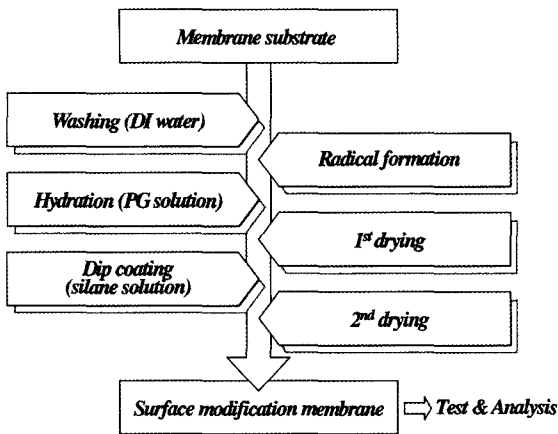 Membrane substrate
Washing (DI water)
Radical formation
Hydration (PG solution)
1st drying
Dip coating
(silane solution)
2nd drying
Surface modification membrane
Test & Analysis